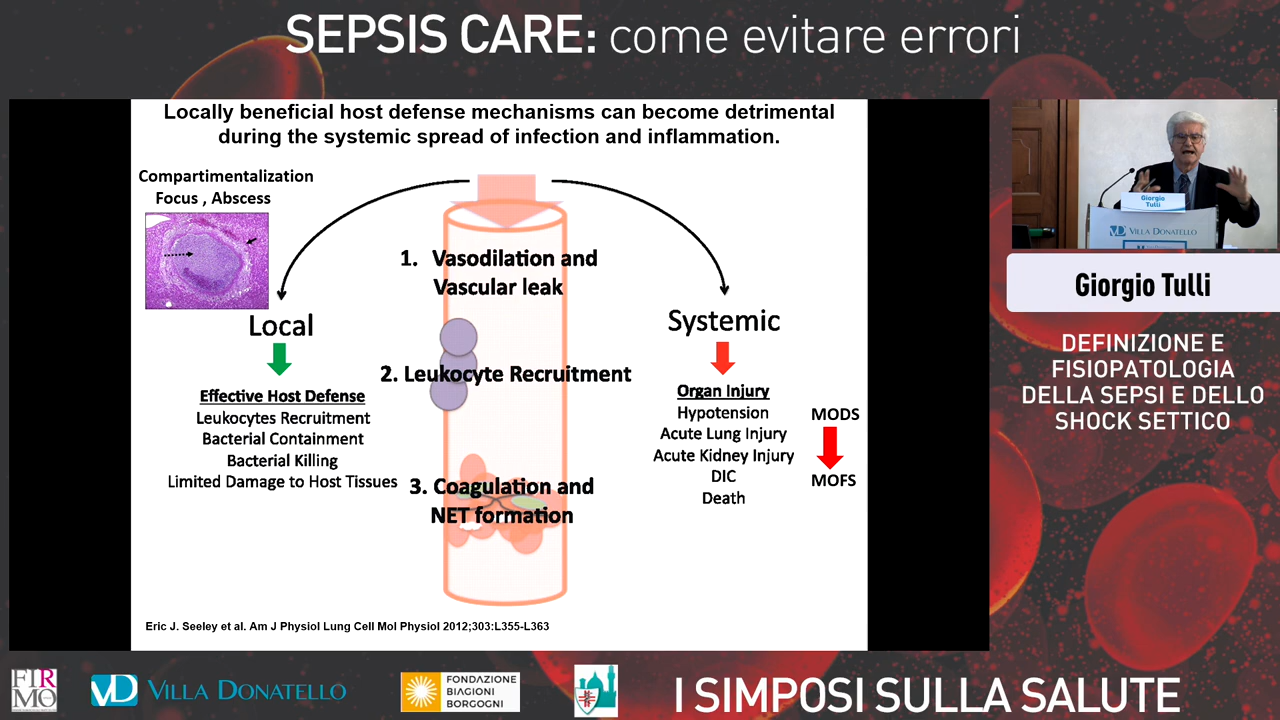 SEPSIS CARE: come evitare errori
Locally beneficial host defense mechanisms can become detrimental
during the systemic spread of infection and inflammation.
Compartimentalization
Focus , Abscess
Local
Effective Host Defense
Leukocytes Recruitment
Bacterial Containment
Bacterial Killing
Limited Damage to Host Tissues
1. Vasodilation and
Vascular leak
2. Leukocyte Recruitment
3. Coagulation and
NET formation
Systemic
Organ Injury
Hypotension
Acute Lung Injury
Acute Kidney Injury
DIC
Death
MODS
MOFS
Eric J. Seeley et al. Am J Physiol Lung Cell Mol Physiol 2012;303:L355-L363
Giorgio
Tulli
VD VILLA DONATELLO
Giorgio Tulli
DEFINIZIONE E
FISIOPATOLOGIA
DELLA SEPSI E DELLO
SHOCK SETTICO
FIR
MO
VD VILLA DONATELLO
FONDAZIONE
BIAGIONI
BORGOGNI
I SIMPOSI SULLA SALUTE